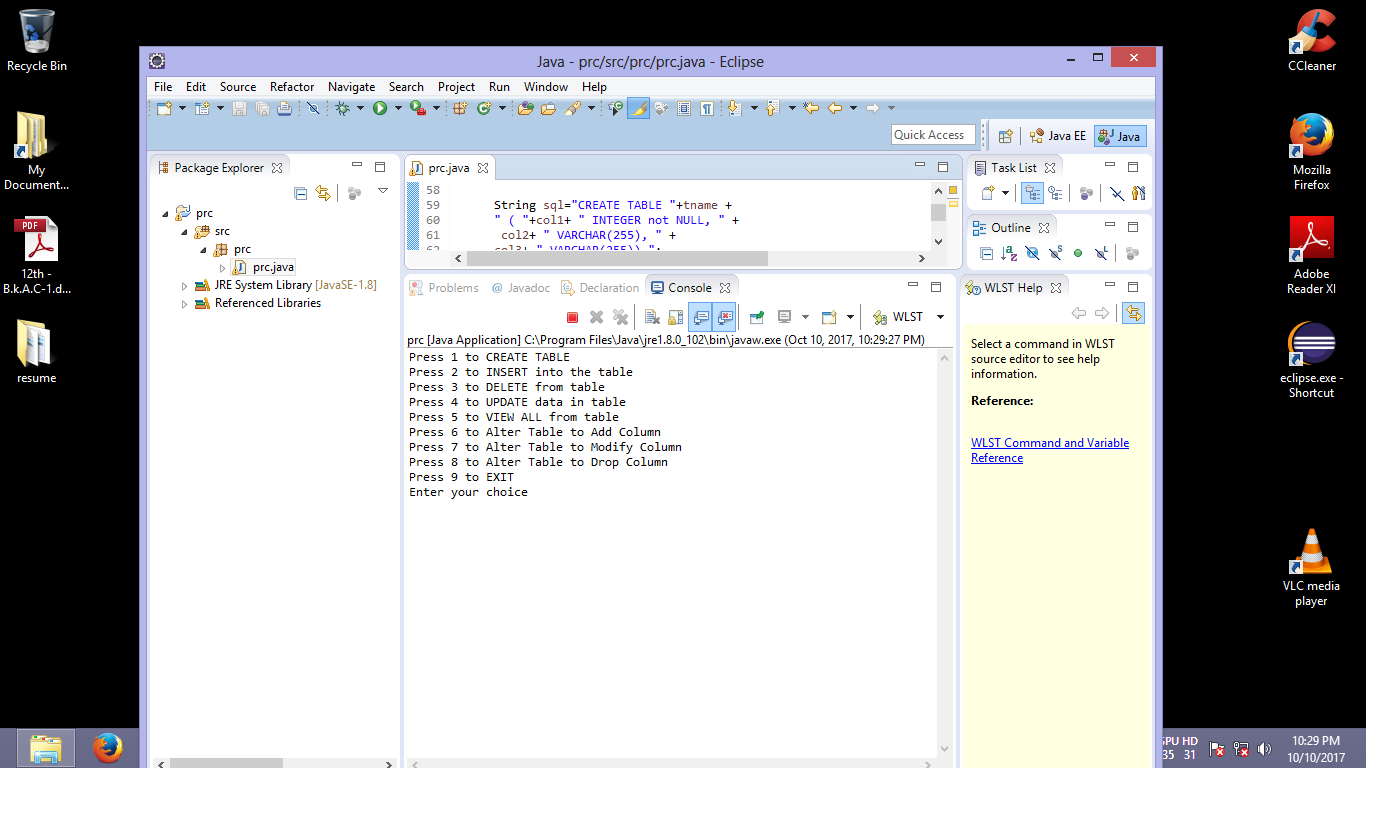 Recycle Bin
My
Document...
12th -
B.k.A.C-1.d...
resume
Java - prc/src/prc/prc.java - Eclipse
File Edit Source Refactor Navigate Search Project Run Window Help
Quick Access
Java EE
Java
Package Explorer
prc
src
prc
prc.java
JRE System Library [JavaSE-1.8]
Referenced Libraries
prc.java
58
59 String sql="CREATE TABLE "+tname +
60 " ( "+col1+ " INTEGER not NULL, " +
61 col2+ " VARCHAR(255), " +
62 col3+ " VARCHAR(255)) ";
Problems @ Javadoc Declaration Console
WLST
prc [Java Application] C:\Program Files\Java\jre1.8.0_102\bin\javaw.exe (Oct 10, 2017, 10:29:27 PM)
Press 1 to CREATE TABLE
Press 2 to INSERT into the table
Press 3 to DELETE from table
Press 4 to UPDATE data in table
Press 5 to VIEW ALL from table
Press 6 to Alter Table to Add Column
Press 7 to Alter Table to Modify Column
Press 8 to Alter Table to Drop Column
Press 9 to EXIT
Enter your choice
Task List
Outline
WLST Help
Select a command in WLST
source editor to see help
information.
Reference:
WLST Command and Variable
Reference
CCleaner
Mozilla
Firefox
Adobe
Reader XI
eclipse.exe -
Shortcut
VLC media
player
HD
35 31
10:29 PM
10/10/2017